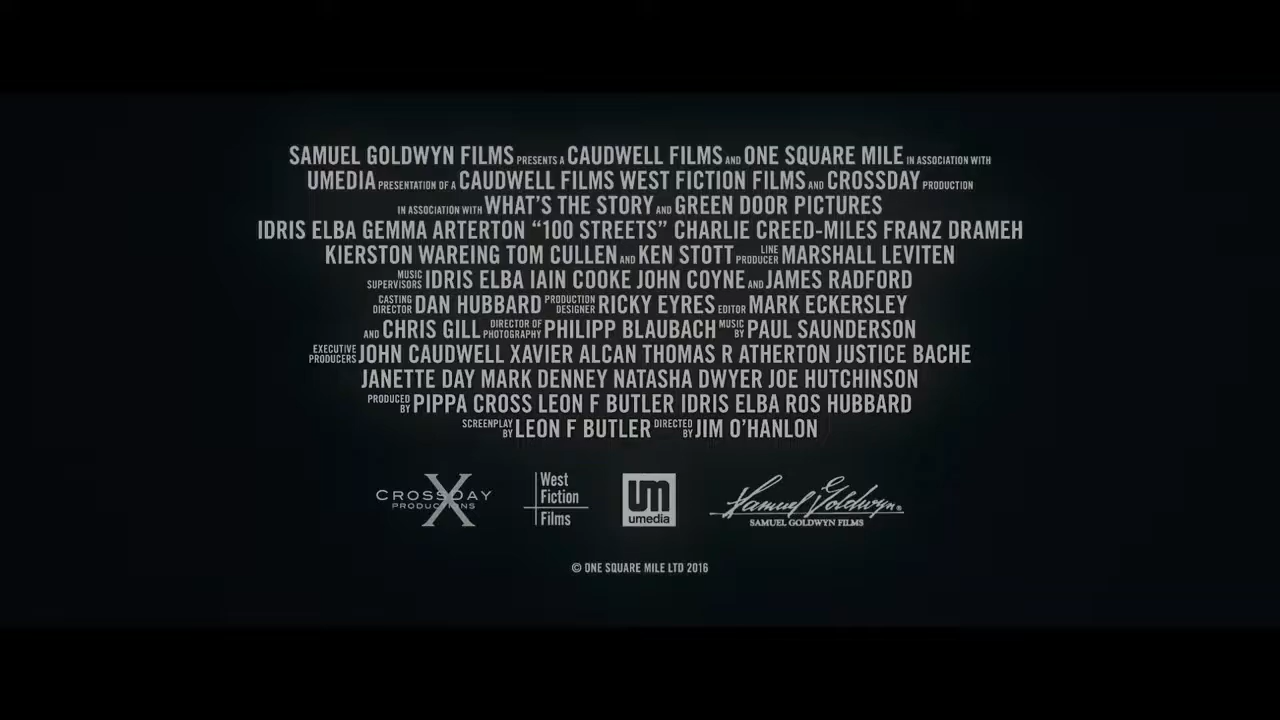 SAMUEL GOLDWYN FILMS PRESENTS A CAUDWELL FILMS AND ONE SQUARE MILE IN ASSOCIATION WITH
UMEDIA PRESENTATION OF A CAUDWELL FILMS WEST FICTION FILMS AND CROSSDAY PRODUCTION
IN ASSOCIATION WITH WHAT'S THE STORY AND GREEN DOOR PICTURES
IDRIS ELBA GEMMA ARTERTON “100 STREETS” CHARLIE CREED-MILES FRANZ DRAMEH
KIERSTON WAREING TOM CULLEN AND KEN STOTT LINE PRODUCER MARSHALL LEVITEN
MUSIC SUPERVISORS IDRIS ELBA IAIN COOKE JOHN COYNE AND JAMES RADFORD
CASTING DIRECTOR DAN HUBBARD PRODUCTION DESIGNER RICKY EYRES EDITOR MARK ECKERSLEY
AND CHRIS GILL DIRECTOR OF PHOTOGRAPHY PHILIPP BLAUBACH MUSIC BY PAUL SAUNDERSON
EXECUTIVE PRODUCERS JOHN CAUDWELL XAVIER ALCAN THOMAS R ATHERTON JUSTICE BACHE
JANETTE DAY MARK DENNEY NATASHA DWYER JOE HUTCHINSON
PRODUCED BY PIPPA CROSS LEON F BUTLER IDRIS ELBA ROS HUBBARD
SCREENPLAY BY LEON F BUTLER DIRECTED BY JIM O'HANLON
X
CROSSDAY
PRODUCTIONS
West
Fiction
Films
um
umedia
Samuel Goldwyn®
SAMUEL GOLDWYN FILMS
© ONE SQUARE MILE LTD 2016